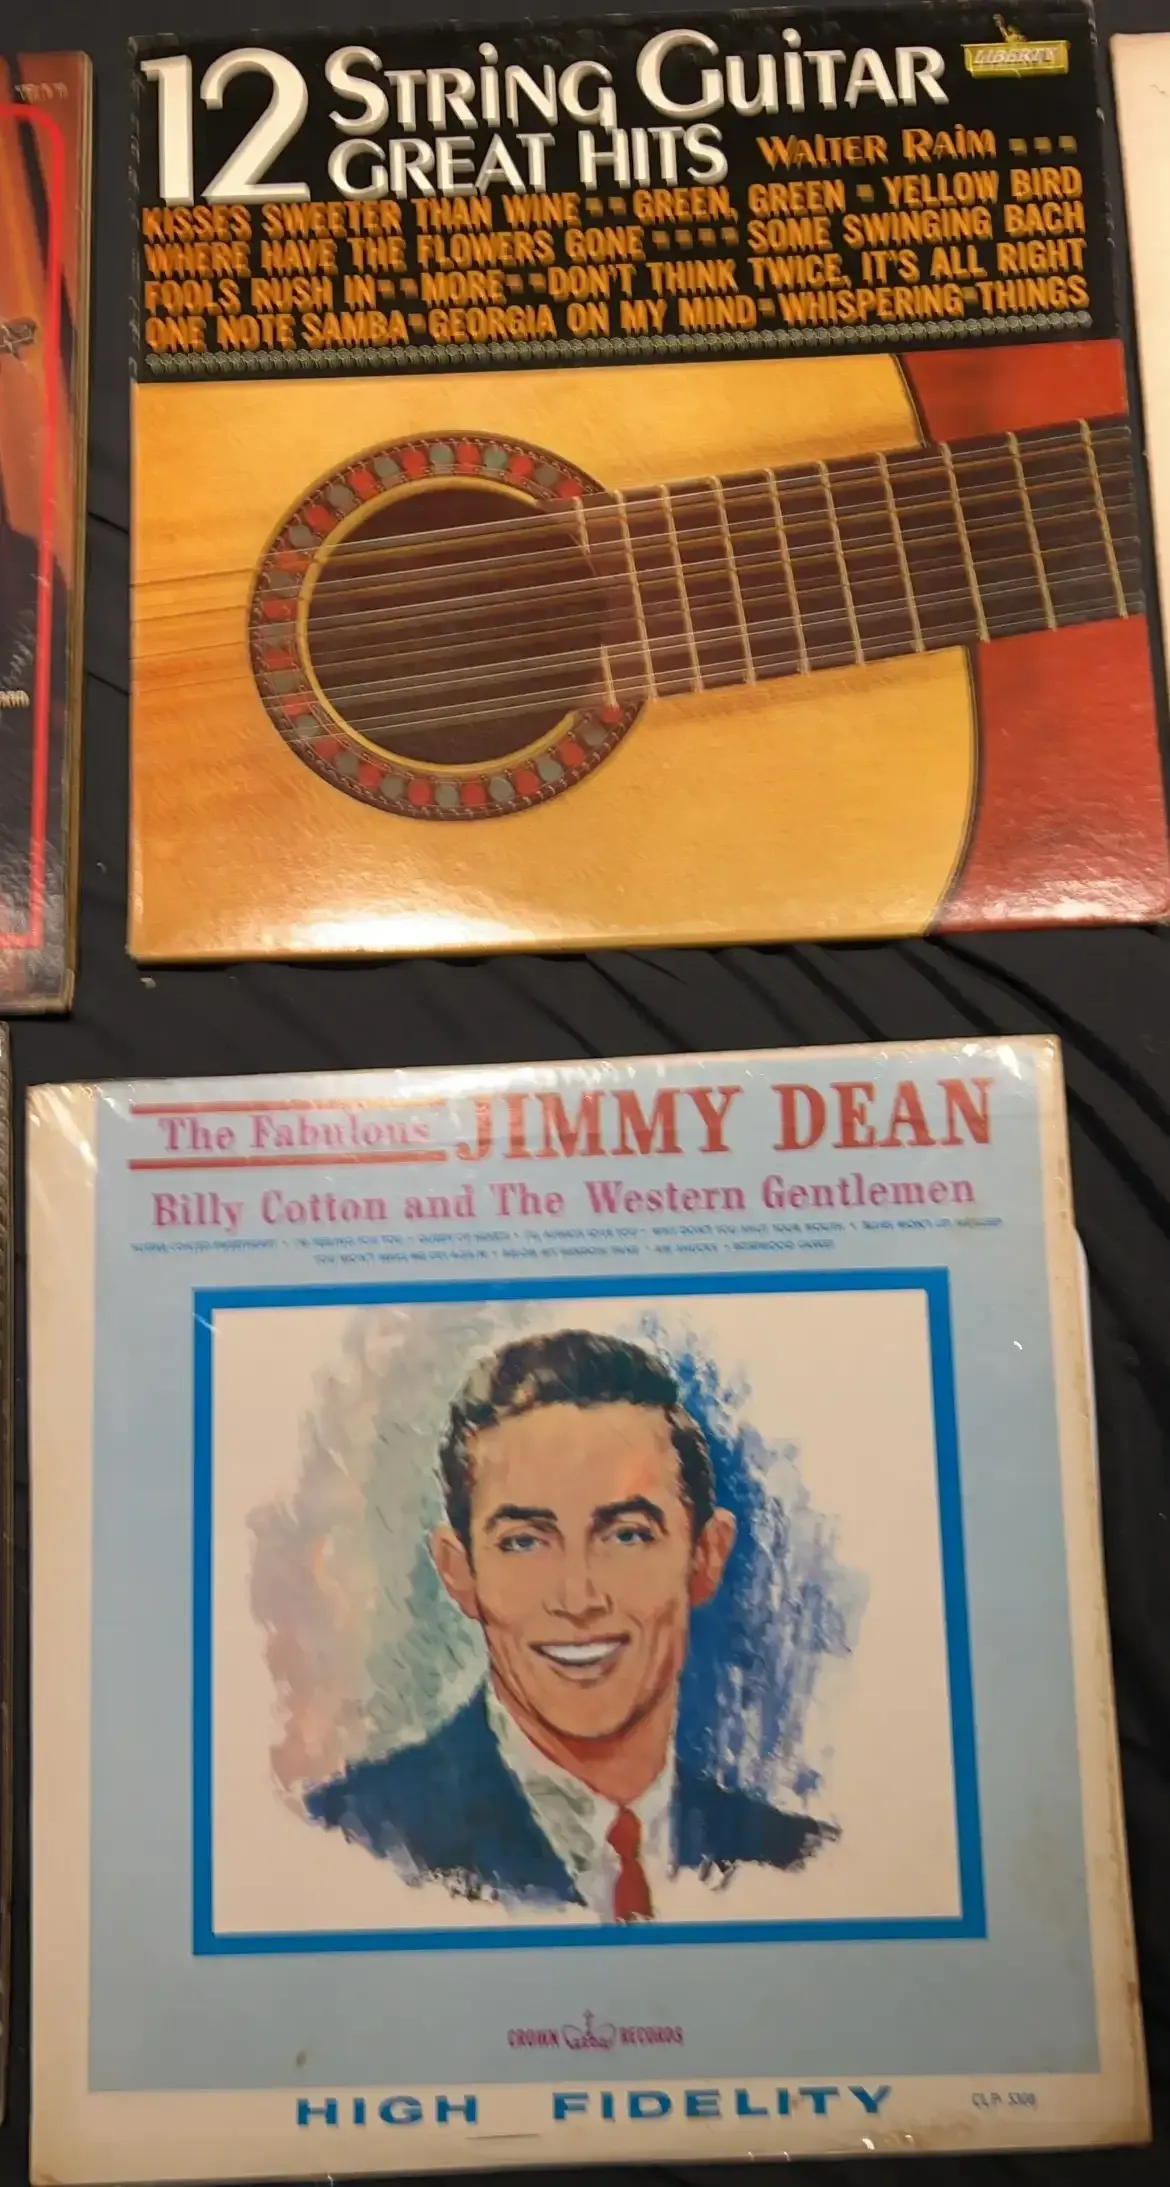 12 STRING GUITAR
LIBERTY
GREAT HITS WALTER RAIM
KISSES SWEETER THAN WINE - - GREEN, GREEN - YELLOW BIRD
WHERE HAVE THE FLOWERS GONE - - - - SOME SWINGING BACH
FOOLS RUSH IN - - MORE - - DON'T THINK TWICE, IT'S ALL RIGHT
ONE NOTE SAMBA - GEORGIA ON MY MIND - WHISPERING - THINGS
The Fabulous JIMMY DEAN
Billy Cotton and The Western Gentlemen
CROWN RECORDS
HIGH FIDELITY